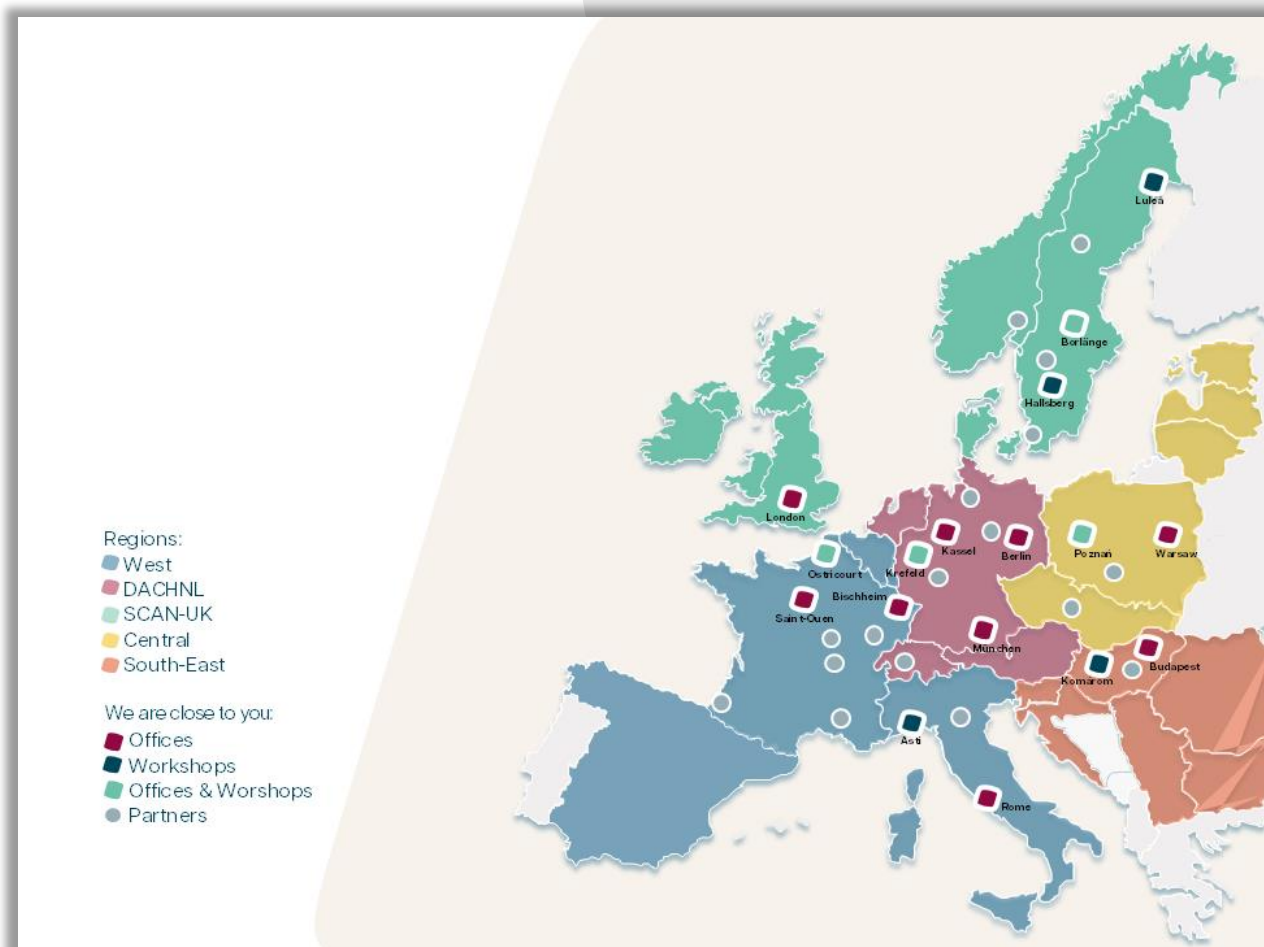 Luleå
Borlänge
Hallsberg
London
Kassel
Berlin
Poznań
Warsaw
Ostricourt
Krefeld
Bischheim
Saint-Ouen
München
Budapest
Komárom
Asti
Rome
Regions:
West
DACHNL
SCAN-UK
Central
South-East
We are close to you:
Offices
Workshops
Offices & Worshops
Partners